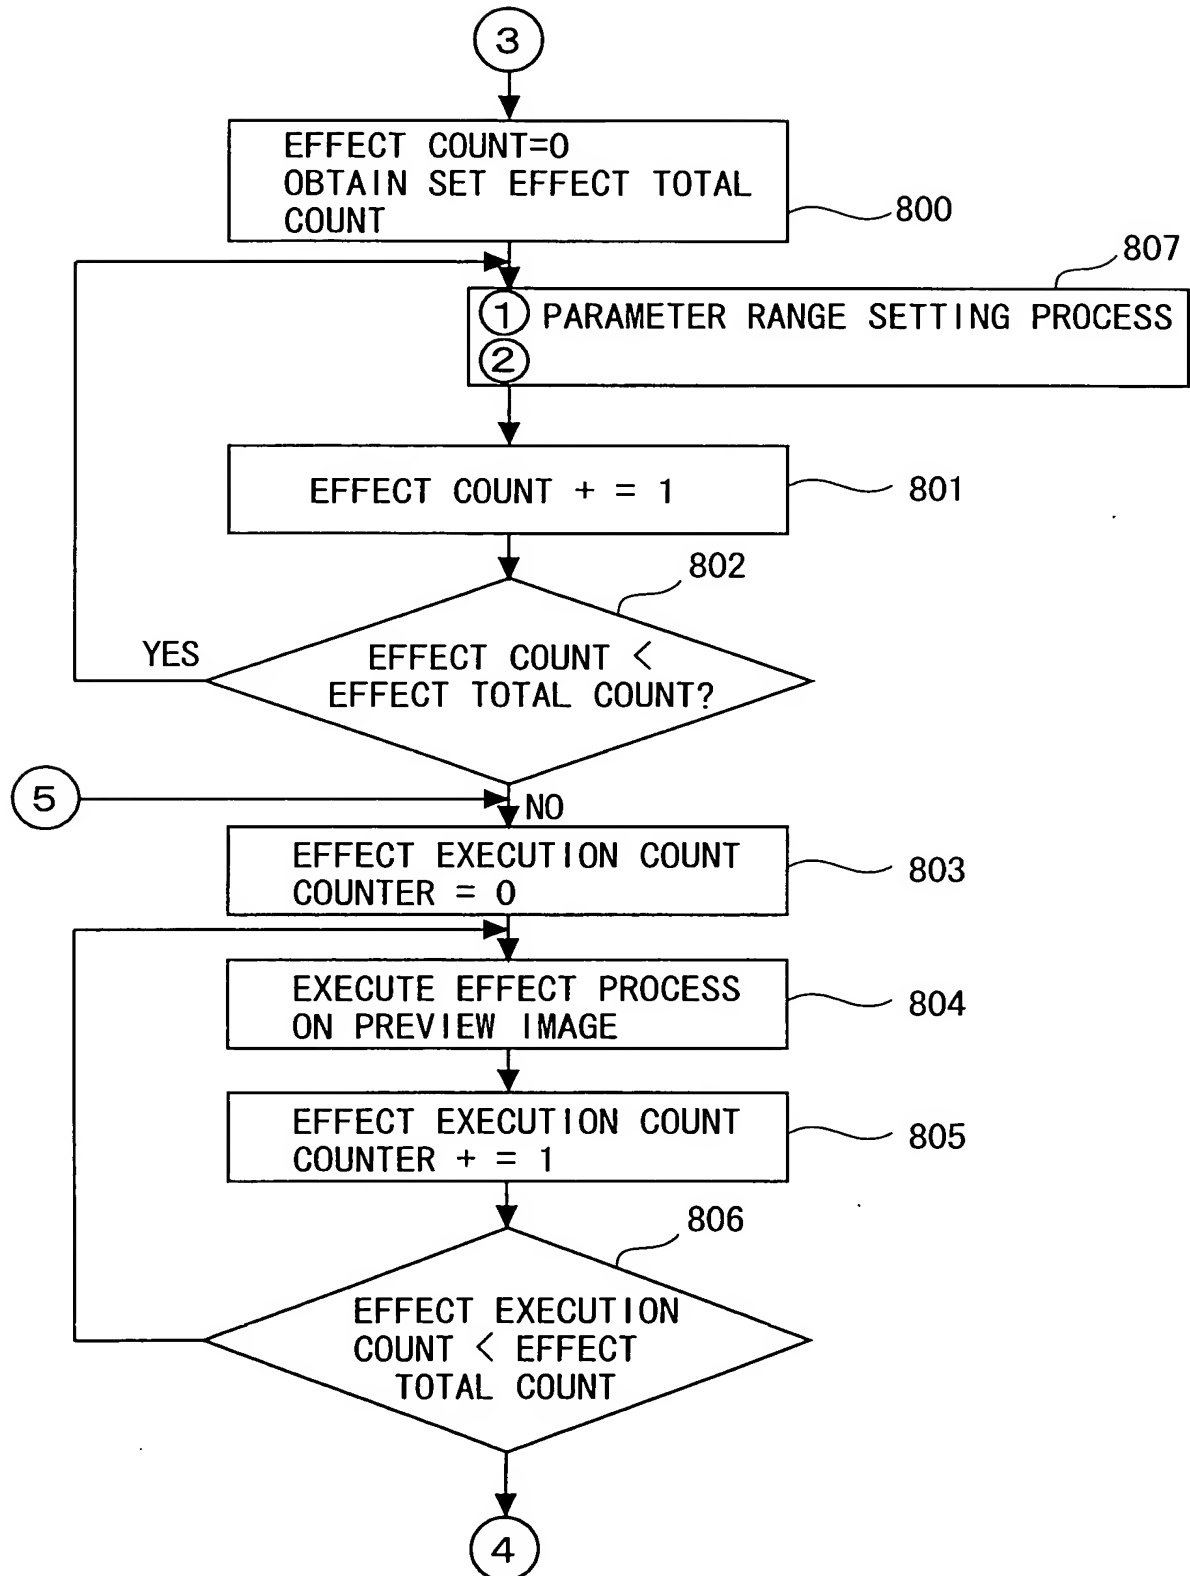 3
EFFECT COUNT=0
OBTAIN SET EFFECT TOTAL
COUNT
800
807
1 PARAMETER RANGE SETTING PROCESS
2
EFFECT COUNT + = 1
801
802
YES
EFFECT COUNT <
EFFECT TOTAL COUNT?
5
NO
EFFECT EXECUTION COUNT
COUNTER = 0
803
EXECUTE EFFECT PROCESS
ON PREVIEW IMAGE
804
EFFECT EXECUTION COUNT
COUNTER + = 1
805
806
EFFECT EXECUTION
COUNT < EFFECT
TOTAL COUNT
4